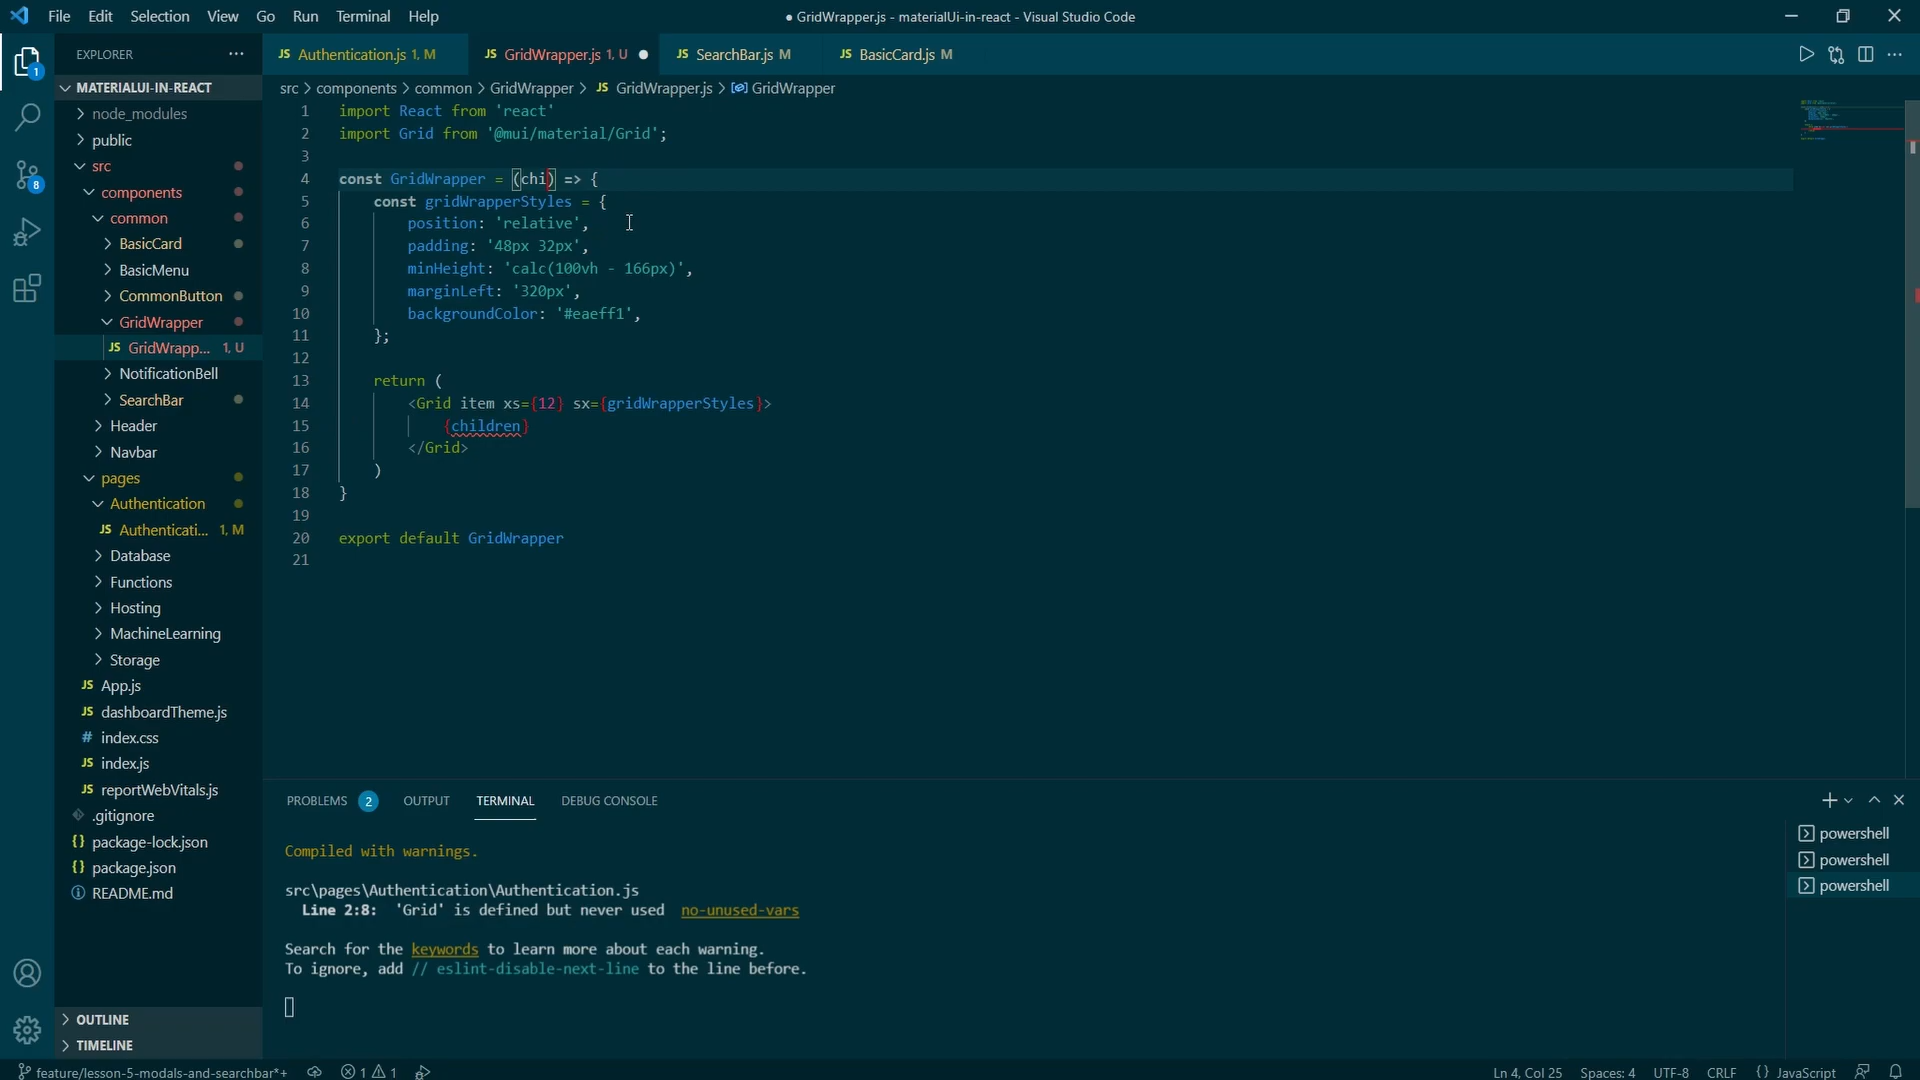 File Edit Selection View Go Run Terminal Help
● GridWrapper.js - materialUi-in-react - Visual Studio Code
EXPLORER ...
JS Authentication.js 1, M
JS GridWrapper.js 1, U ●
JS SearchBar.js M
JS BasicCard.js M
src > components > common > GridWrapper > JS GridWrapper.js > GridWrapper
1
MATERIALUI-IN-REACT
node_modules
public
src
components
common
BasicCard
BasicMenu
CommonButton
GridWrapper
JS GridWrapp... 1, U
NotificationBell
SearchBar
Header
Navbar
pages
Authentication
JS Authenticati... 1, M
Database
Functions
Hosting
MachineLearning
Storage
JS App.js
JS dashboardTheme.js
# index.css
JS index.js
JS reportWebVitals.js
.gitignore
{} package-lock.json
{} package.json
README.md
OUTLINE
TIMELINE
8
1 import React from 'react'
2 import Grid from '@mui/material/Grid';
3
4 const GridWrapper = (chi) => {
5 const gridWrapperStyles = {
6 position: 'relative',
7 padding: '48px 32px',
8 minHeight: 'calc(100vh - 166px)',
9 marginLeft: '320px',
10 backgroundColor: '#eaeff1',
11 };
12
13 return (
14 <Grid item xs={12} sx={gridWrapperStyles}>
15 {children}
16 </Grid>
17 )
18 }
19
20 export default GridWrapper
21
PROBLEMS 2 OUTPUT TERMINAL DEBUG CONSOLE
Compiled with warnings.
src\pages\Authentication\Authentication.js
Line 2:8: 'Grid' is defined but never used no-unused-vars
Search for the keywords to learn more about each warning.
To ignore, add // eslint-disable-next-line to the line before.
powershell
powershell
powershell
feature/lesson-5-modals-and-searchbar*+ 1 1
Ln 4, Col 25 Spaces: 4 UTF-8 CRLF {} JavaScript